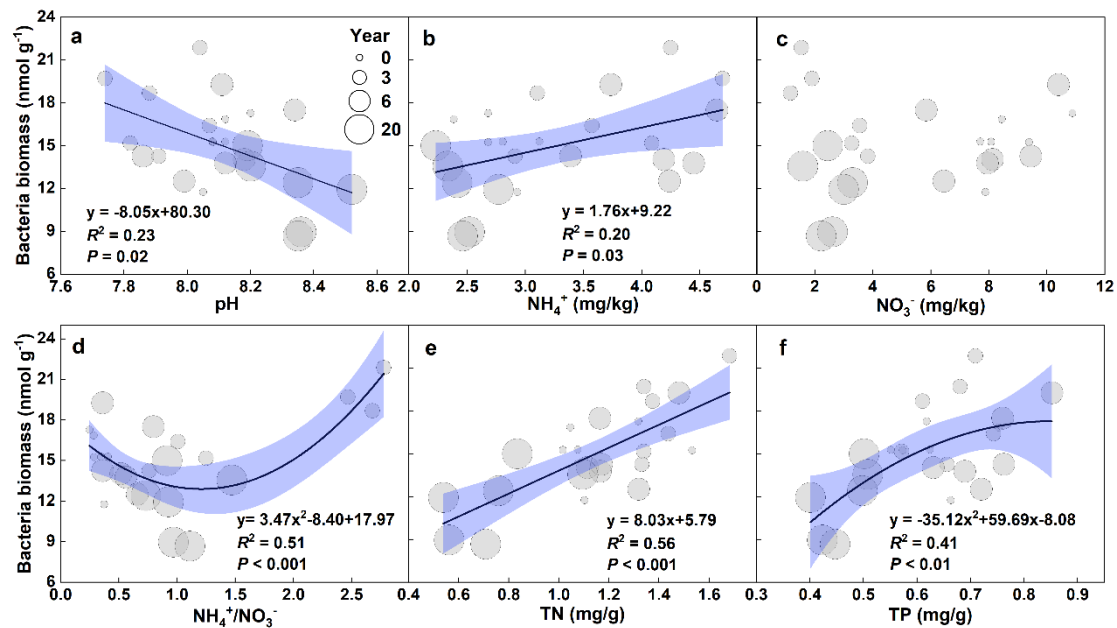 a
Year
0
3
6
20
y = -8.05x+80.30
R² = 0.23
P = 0.02
Bacteria biomass (nmol g⁻¹)
24
21
18
15
12
9
6
7.6
7.8
8.0
8.2
8.4
8.6
pH
b
y = 1.76x+9.22
R² = 0.20
P = 0.03
2.0
2.5
3.0
3.5
4.0
4.5
NH₄⁺ (mg/kg)
c
0
2
4
6
8
10
12
NO₃⁻ (mg/kg)
d
y= 3.47x²-8.40+17.97
R² = 0.51
P < 0.001
Bacteria biomass (nmol g⁻¹)
24
21
18
15
12
9
6
0.0
0.5
1.0
1.5
2.0
2.5
NH₄⁺/NO₃⁻
e
y = 8.03x+5.79
R² = 0.56
P < 0.001
0.4
0.6
0.8
1.0
1.2
1.4
1.6
TN (mg/g)
f
y = -35.12x²+59.69x-8.08
R² = 0.41
P < 0.01
0.3
0.4
0.5
0.6
0.7
0.8
0.9
TP (mg/g)